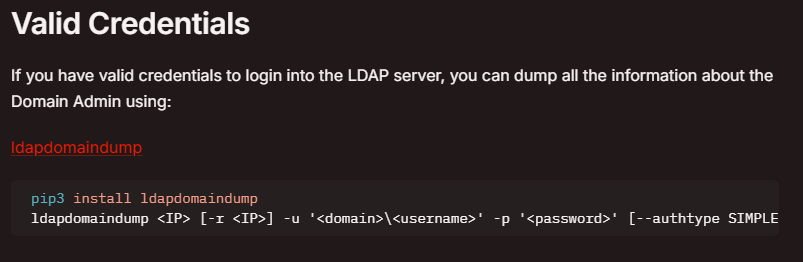 Valid Credentials
If you have valid credentials to login into the LDAP server, you can dump all the information about the
Domain Admin using:
ldapdomaindump
pip3 install ldapdomaindump
ldapdomaindump <IP> [-r <IP>] -u '<domain>\<username>' -p '<password>' [--authtype SIMPLE